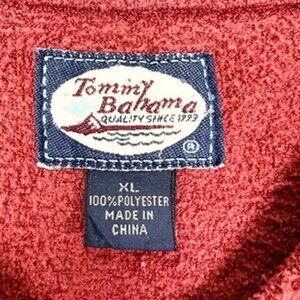 Tommy
Bahama
QUALITY SINCE 1993
®
XL
100% POLYESTER
MADE IN
CHINA